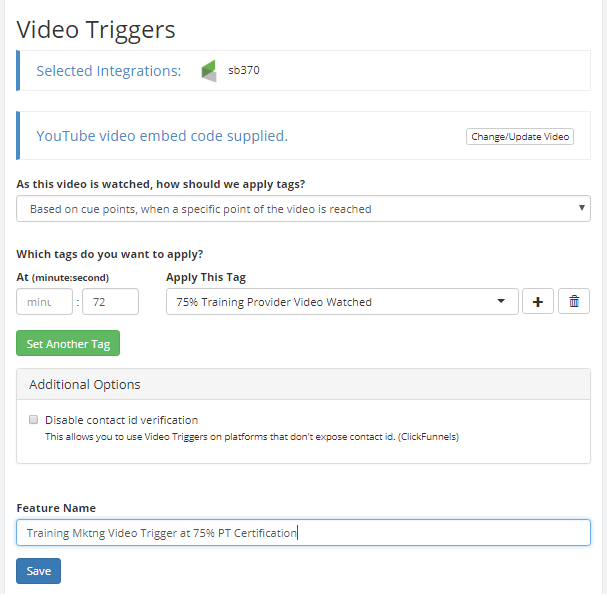 Video Triggers
Selected Integrations: sb370
YouTube video embed code supplied. Change/Update Video
As this video is watched, how should we apply tags?
Based on cue points, when a specific point of the video is reached
Which tags do you want to apply?
At (minute:second) Apply This Tag
minu : 72 75% Training Provider Video Watched
Set Another Tag
Additional Options
Disable contact id verification
This allows you to use Video Triggers on platforms that don't expose contact id. (ClickFunnels)
Feature Name
Training Mktng Video Trigger at 75% PT Certification
Save